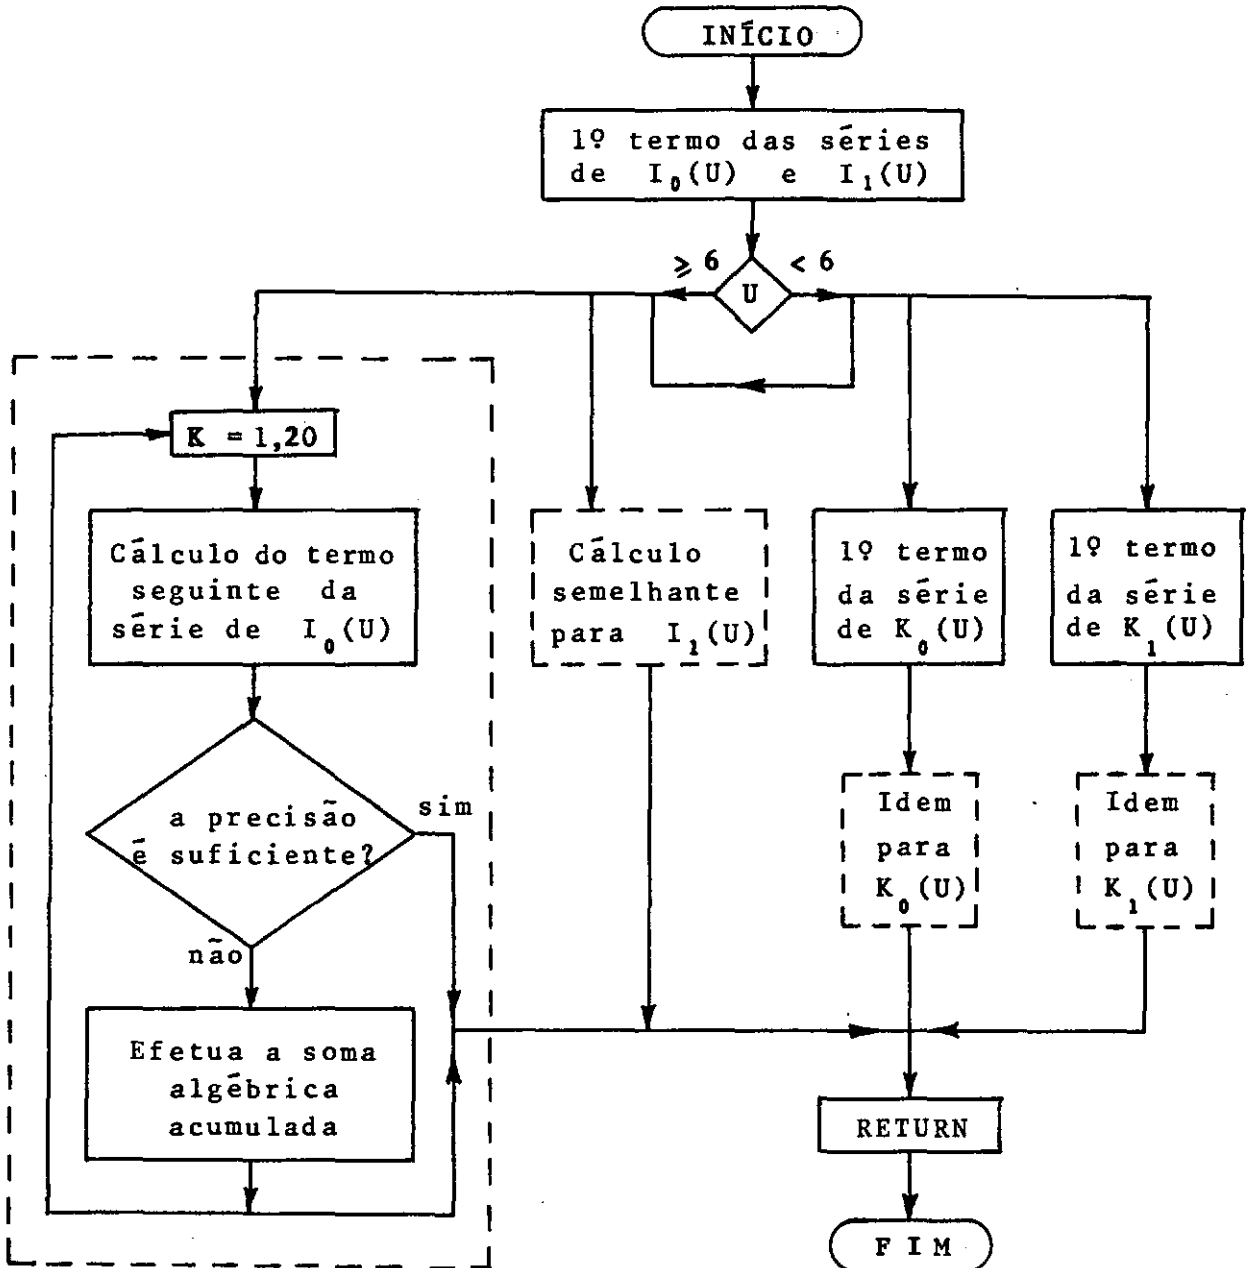 INÍCIO
1º termo das séries
de I₀(U) e I₁(U)
≥ 6
< 6
U
K = 1,20
Cálculo do termo
seguinte da
série de I₀(U)
Cálculo
semelhante
para I₁(U)
1º termo
da série
de K₀(U)
1º termo
da série
de K₁(U)
a precisão
é suficiente?
sim
não
Idem
para
K₀(U)
Idem
para
K₁(U)
Efetua a soma
algébrica
acumulada
RETURN
FIM